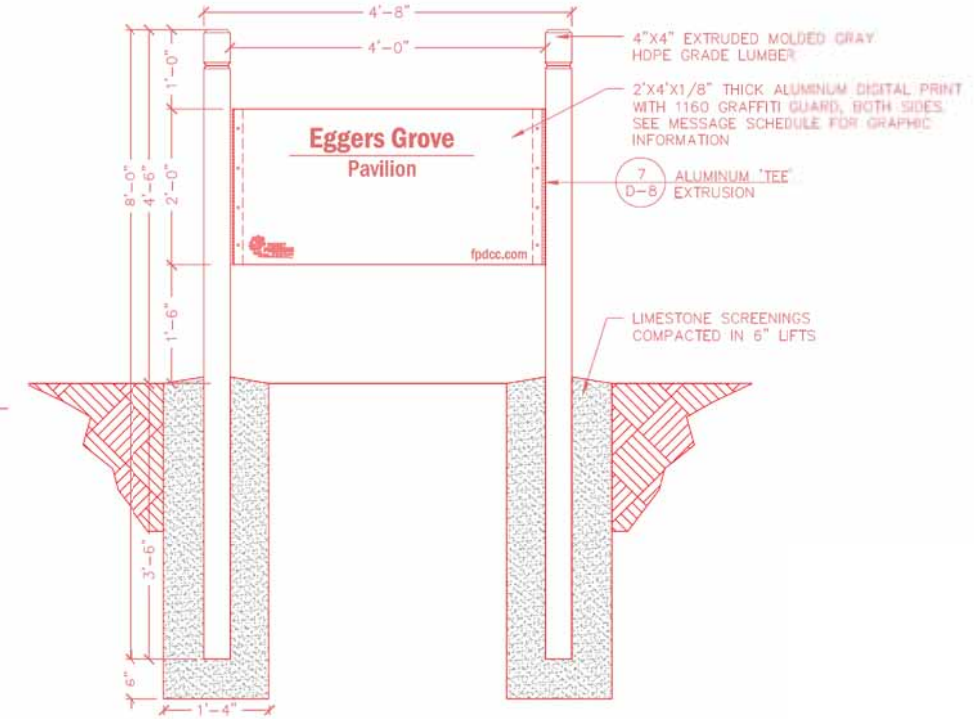 4'-8"
4'-0"
4"X4" EXTRUDED MOLDED GRAY
HDPE GRADE LUMBER
1'-0"
2'X4'X1/8" THICK ALUMINUM DIGITAL PRINT
WITH 1160 GRAFFITI GUARD, BOTH SIDES.
SEE MESSAGE SCHEDULE FOR GRAPHIC
INFORMATION
Eggers Grove
Pavilion
7
D-8
ALUMINUM 'TEE'
EXTRUSION
8'-0"
4'-6"
2'-0"
fpdcc.com
1'-6"
LIMESTONE SCREENINGS
COMPACTED IN 6" LIFTS
3'-6"
6"
1'-4"